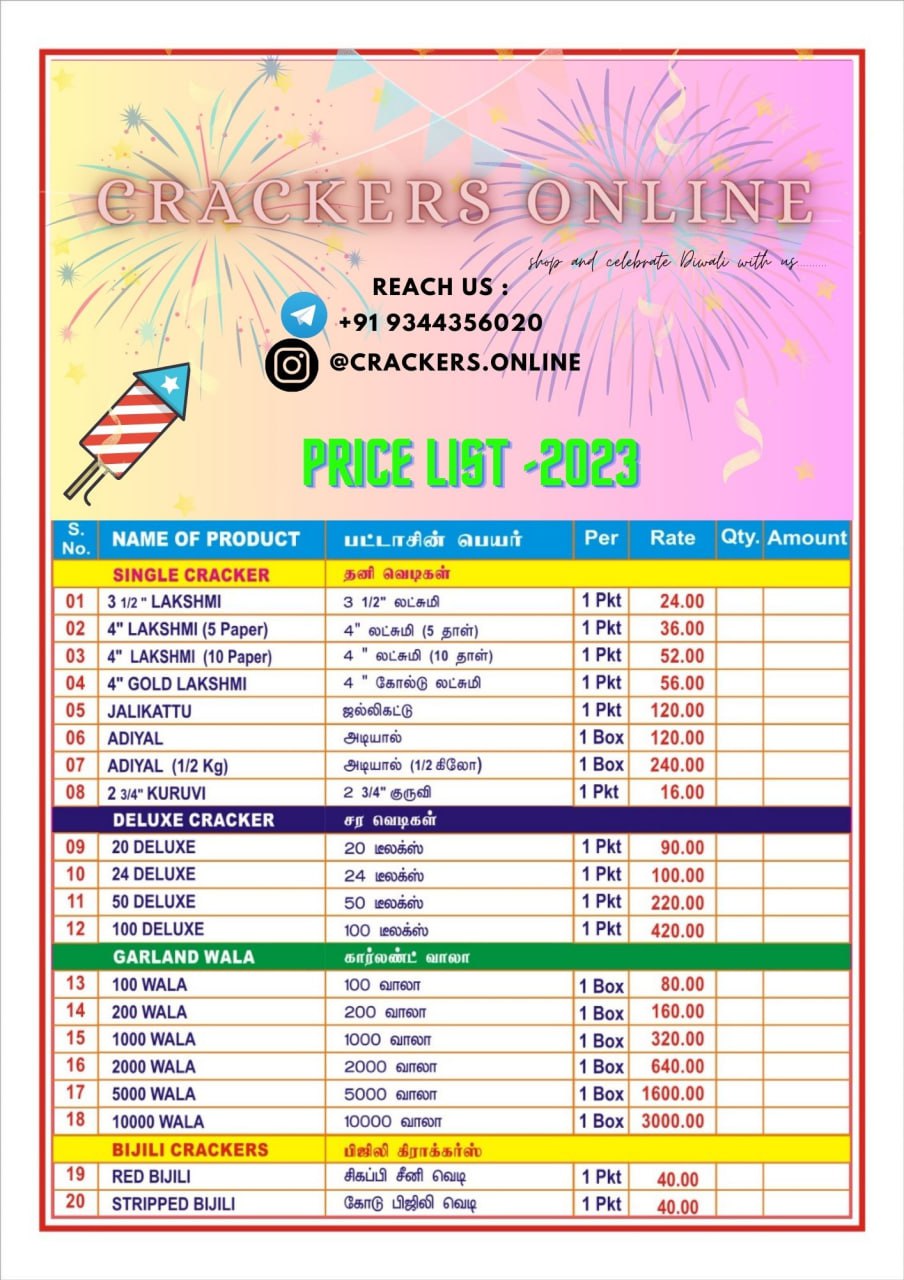 CRACKERS ONLINE
shop and celebrate Diwali with us.........
REACH US :
+91 9344356020
@CRACKERS.ONLINE
PRICE LIST -2023
S. No. NAME OF PRODUCT பட்டாசின் பெயர் Per Rate Qty. Amount
SINGLE CRACKER தனி வெடிகள்
01 3 1/2 " LAKSHMI 3 1/2" லட்சுமி 1 Pkt 24.00
02 4" LAKSHMI (5 Paper) 4" லட்சுமி (5 தாள்) 1 Pkt 36.00
03 4" LAKSHMI (10 Paper) 4 " லட்சுமி (10 தாள்) 1 Pkt 52.00
04 4" GOLD LAKSHMI 4 " கோல்டு லட்சுமி 1 Pkt 56.00
05 JALIKATTU ஜல்லிகட்டு 1 Pkt 120.00
06 ADIYAL அடியால் 1 Box 120.00
07 ADIYAL (1/2 Kg) அடியால் (1/2 கிலோ) 1 Box 240.00
08 2 3/4" KURUVI 2 3/4" குருவி 1 Pkt 16.00
DELUXE CRACKER சர வெடிகள்
09 20 DELUXE 20 டீலக்ஸ் 1 Pkt 90.00
10 24 DELUXE 24 டீலக்ஸ் 1 Pkt 100.00
11 50 DELUXE 50 டீலக்ஸ் 1 Pkt 220.00
12 100 DELUXE 100 டீலக்ஸ் 1 Pkt 420.00
GARLAND WALA கார்லண்ட் வாலா
13 100 WALA 100 வாலா 1 Box 80.00
14 200 WALA 200 வாலா 1 Box 160.00
15 1000 WALA 1000 வாலா 1 Box 320.00
16 2000 WALA 2000 வாலா 1 Box 640.00
17 5000 WALA 5000 வாலா 1 Box 1600.00
18 10000 WALA 10000 வாலா 1 Box 3000.00
BIJILI CRACKERS பிஜிலி கிராக்கர்ஸ்
19 RED BIJILI சிகப்பி சீனி வெடி 1 Pkt 40.00
20 STRIPPED BIJILI கோடு பிஜிலி வெடி 1 Pkt 40.00